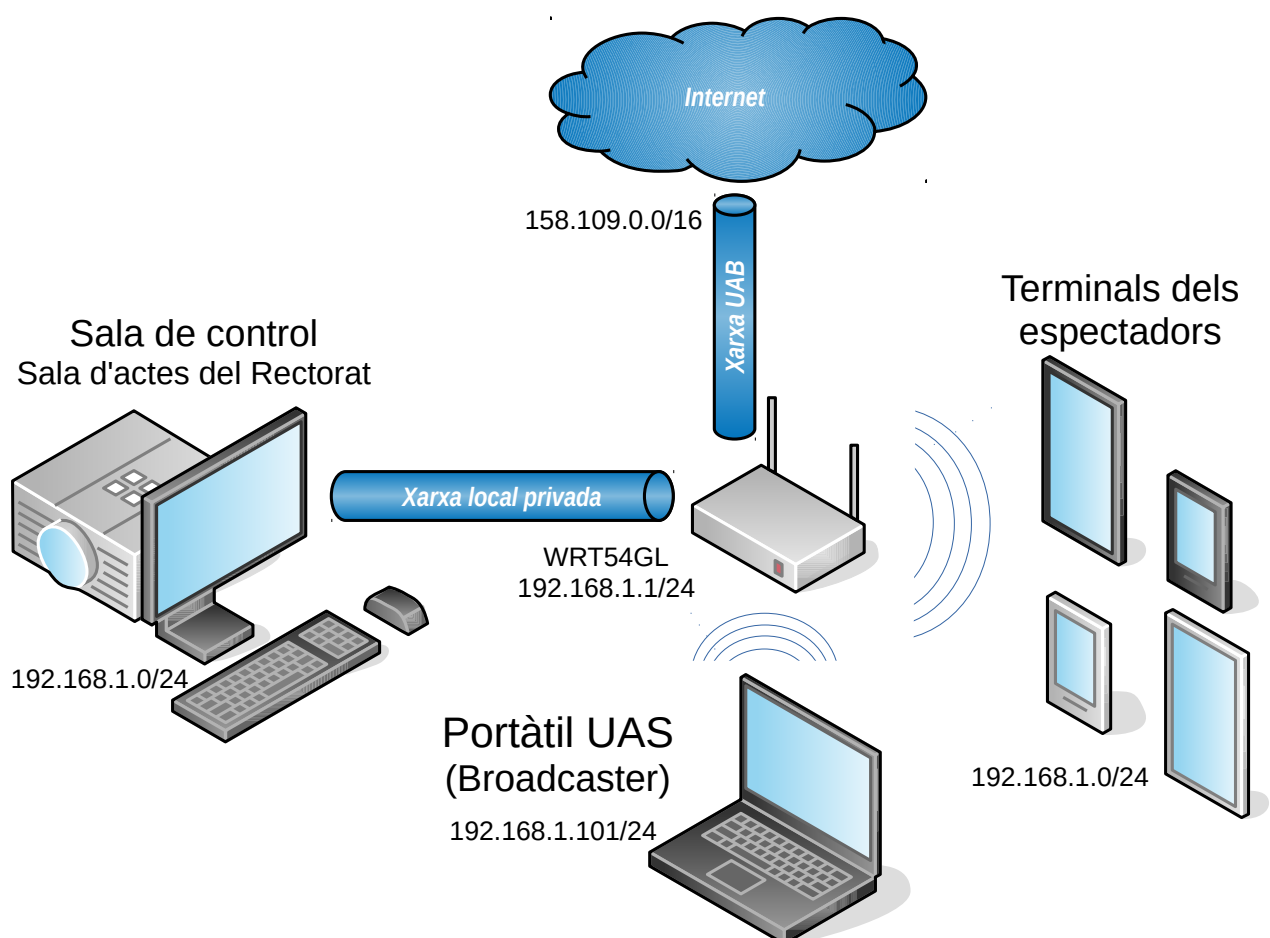 Internet
158.109.0.0/16
Xarxa UAB
Terminals dels
espectadors
Sala de control
Sala d'actes del Rectorat
Xarxa local privada
WRT54GL
192.168.1.1/24
192.168.1.0/24
Portàtil UAS
(Broadcaster)
192.168.1.101/24
192.168.1.0/24